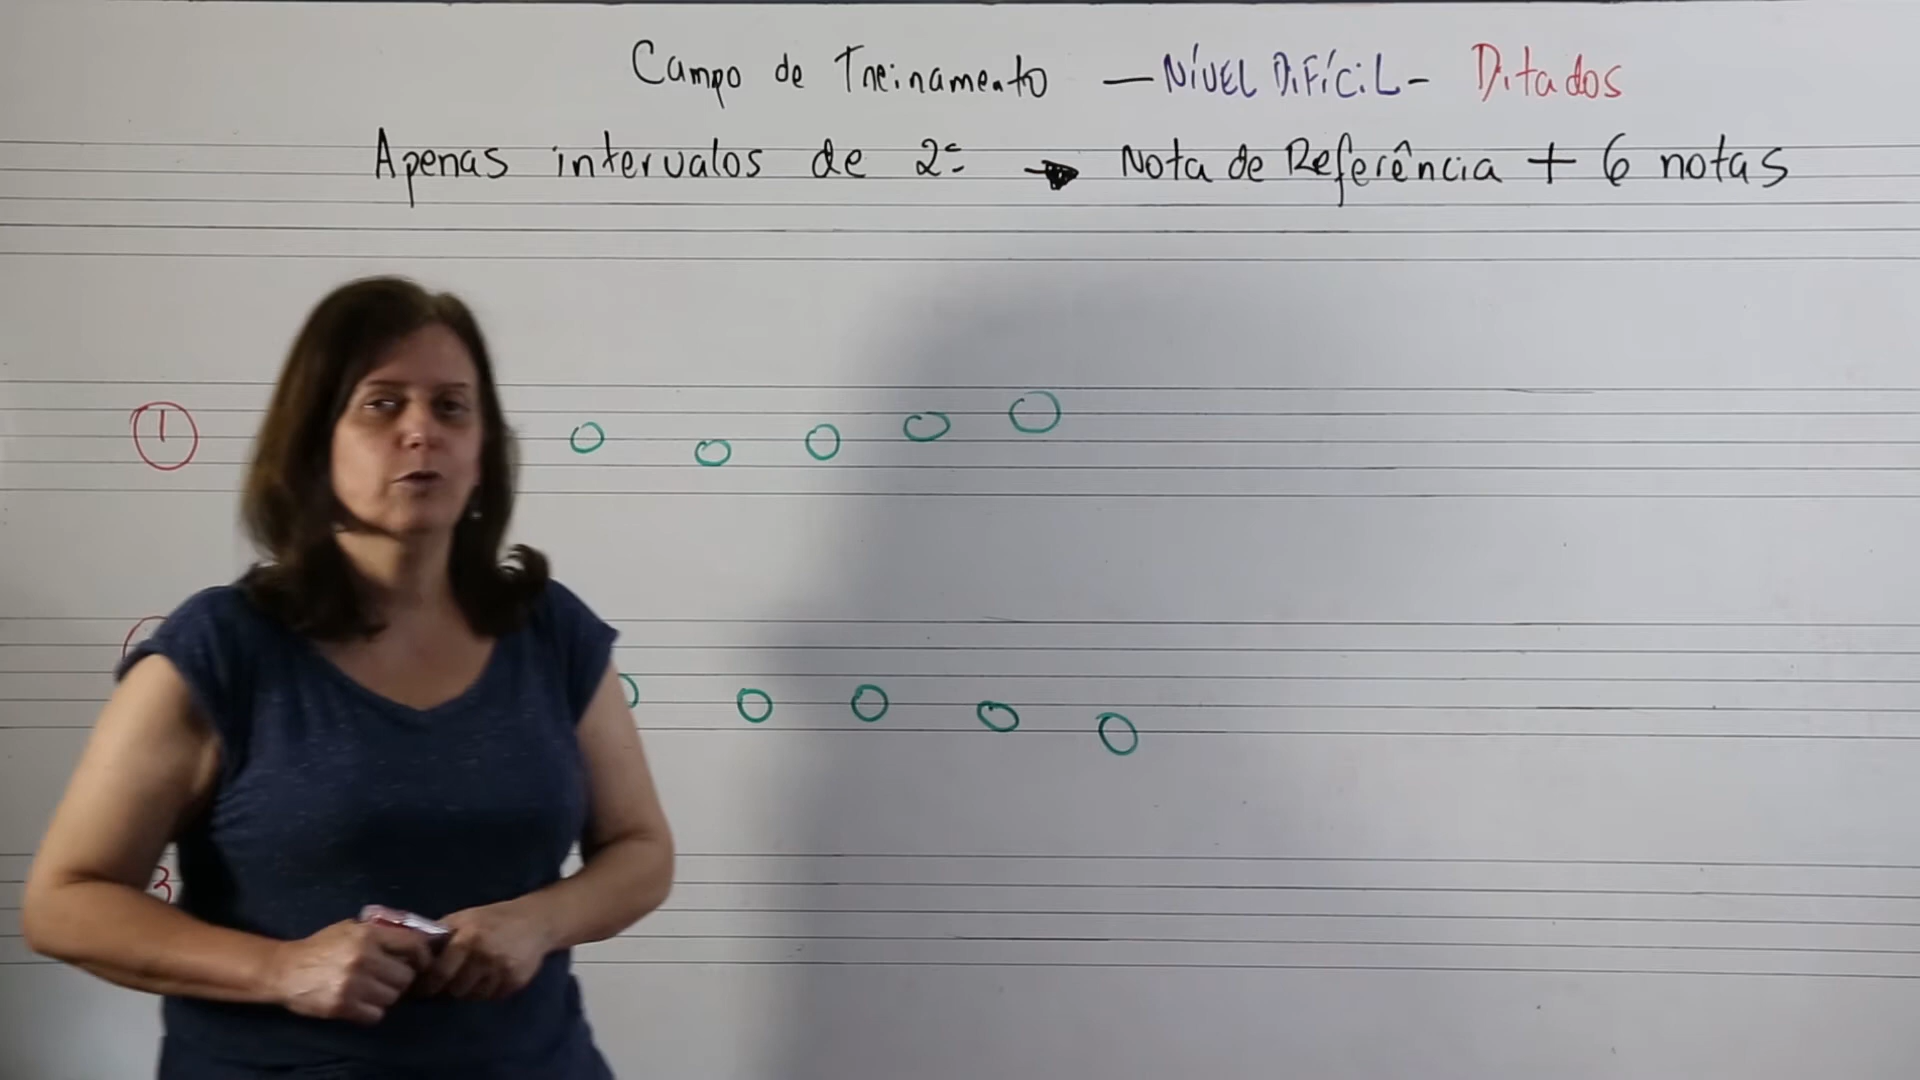 Campo de Treinamento — NÍVEL DIFÍCIL - Ditados
Apenas intervalos de 2ª → Nota de Referência + 6 notas
1
3